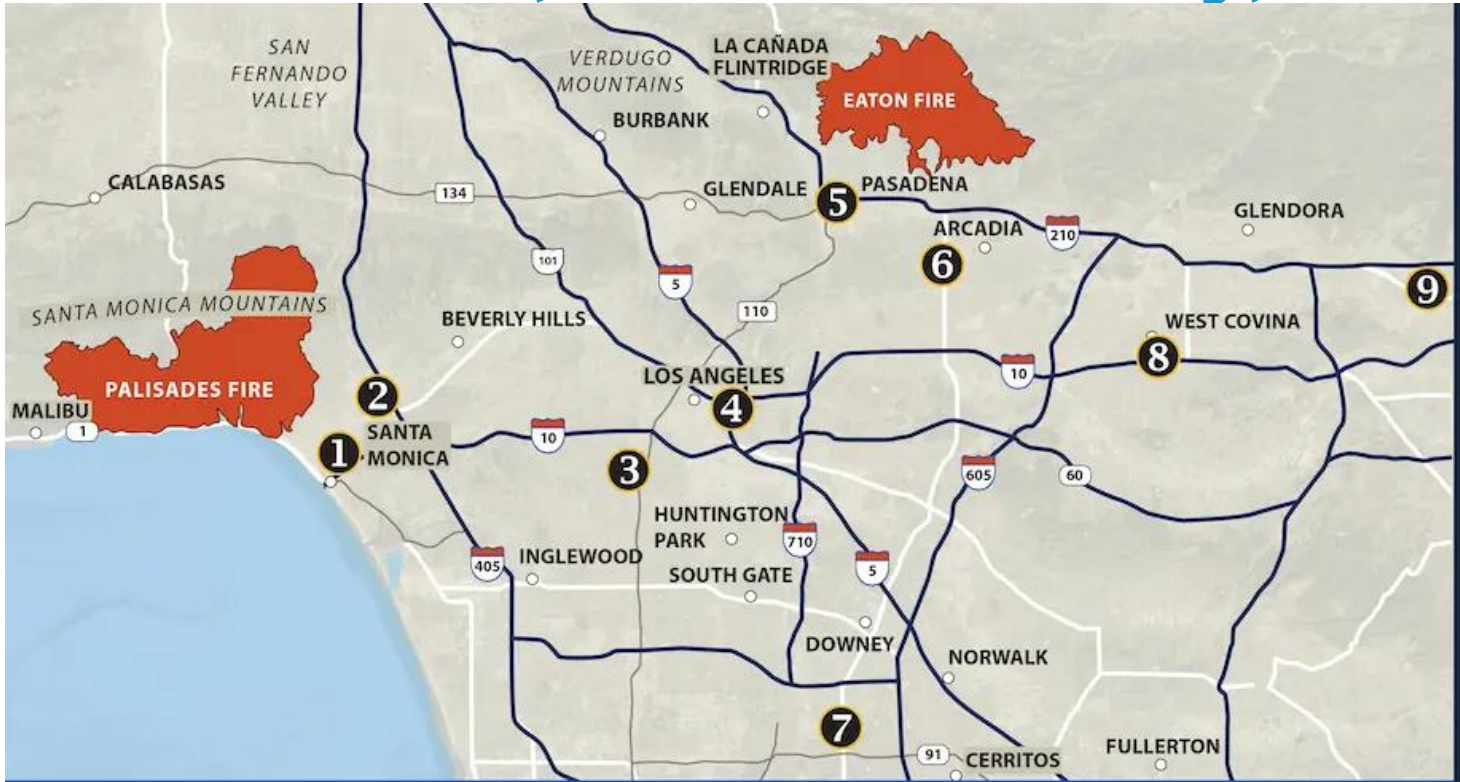 SAN
FERNANDO
VALLEY
VERDUGO
MOUNTAINS
LA CAÑADA
FLINTRIDGE
EATON FIRE
BURBANK
CALABASAS
134
GLENDALE
5
PASADENA
GLENDORA
ARCADIA
210
101
6
5
9
SANTA MONICA MOUNTAINS
110
BEVERLY HILLS
WEST COVINA
8
LOS ANGELES
10
PALISADES FIRE
2
4
MALIBU
1
SANTA
MONICA
10
1
3
605
60
HUNTINGTON
PARK
710
INGLEWOOD
405
5
SOUTH GATE
DOWNEY
NORWALK
7
91
CERRITOS
FULLERTON